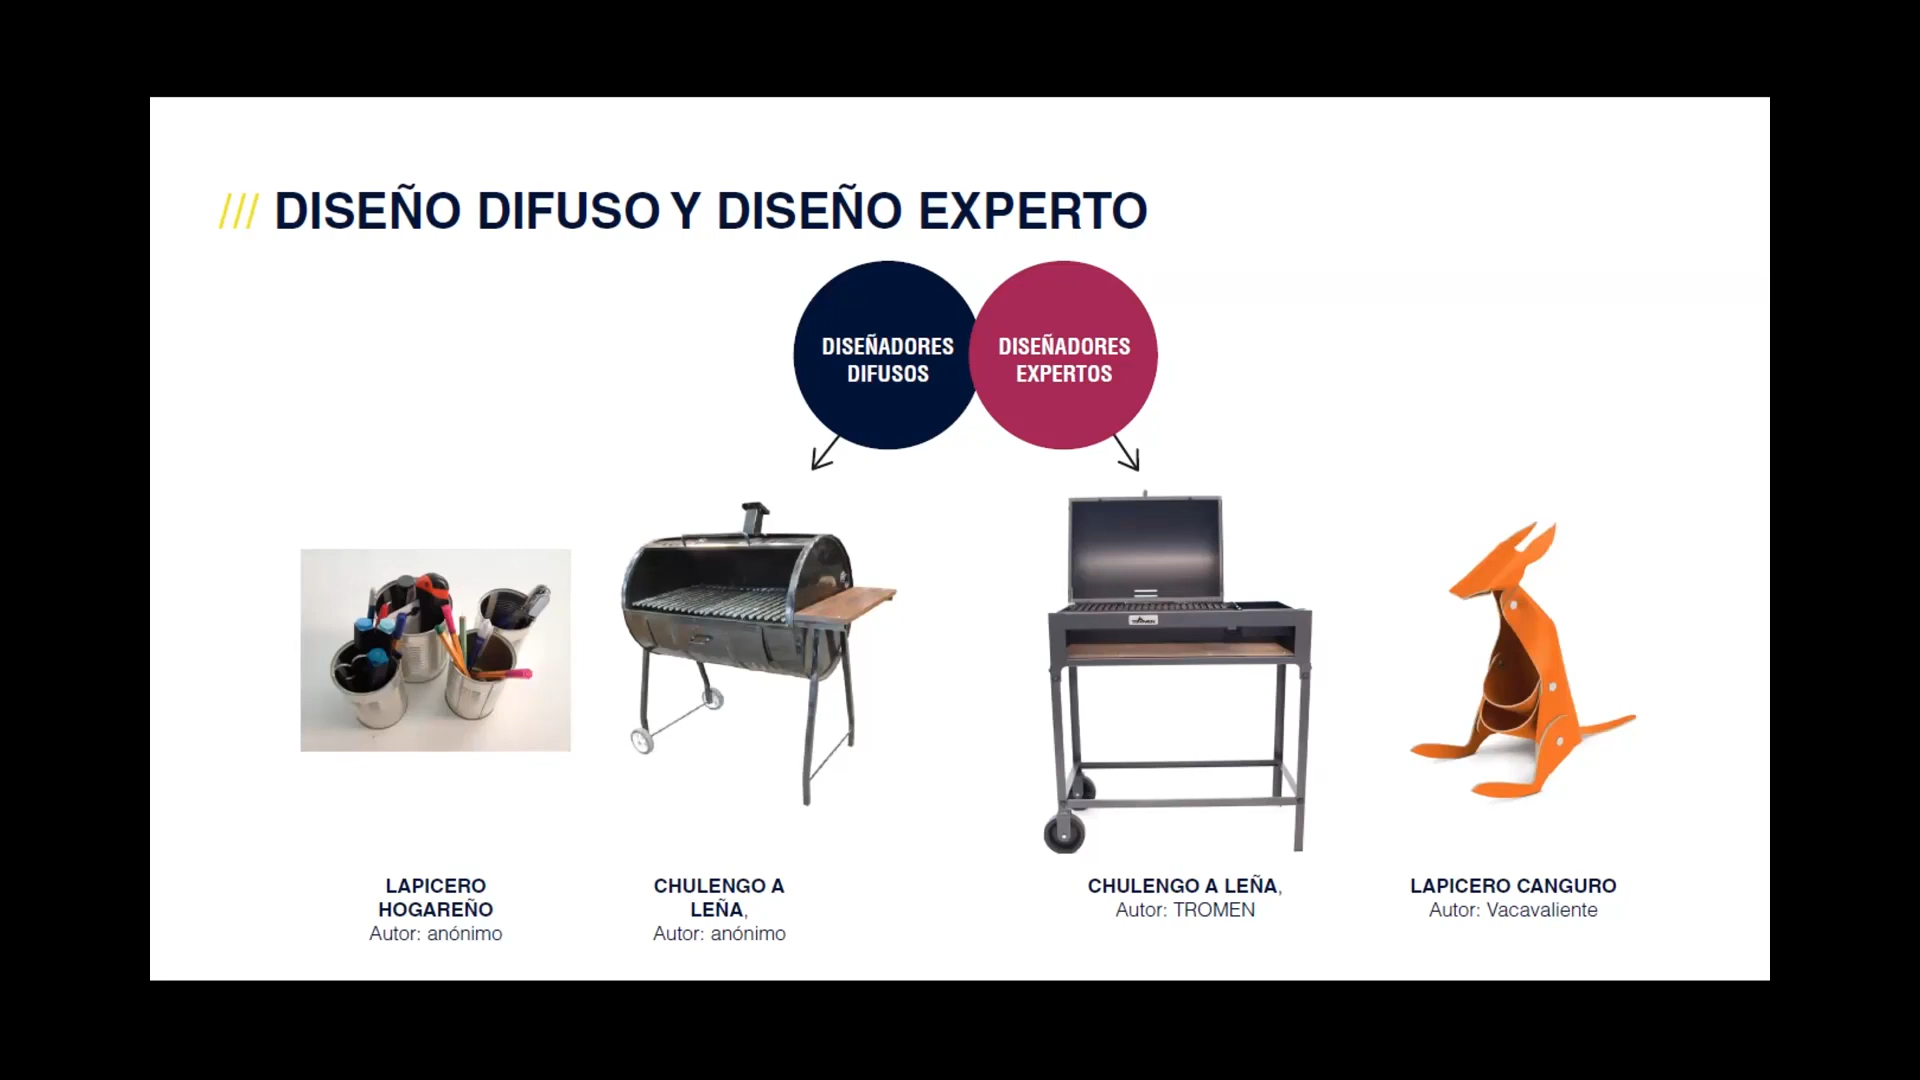 /// DISEÑO DIFUSO Y DISEÑO EXPERTO
DISEÑADORES
DIFUSOS
DISEÑADORES
EXPERTOS
TROMEN
LAPICERO
HOGAREÑO
Autor: anónimo
CHULENGO A
LEÑA,
Autor: anónimo
CHULENGO A LEÑA,
Autor: TROMEN
LAPICERO CANGURO
Autor: Vacavaliente